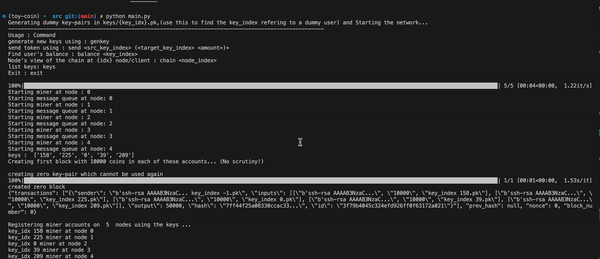 (toy-coin) → src git:(main) ✗ python main.py
Generating dummy key-pairs in keys/{key_idx}.pk,(use this to find the key_index refering to a dummy user) and Starting the network...
Usage : Command
generate new keys using : genkey
send token using : send <src_key_index> (<target_key_index> <amount>)+
Find user's balance : balance <key_index>
Node's view of the chain at {idx} node/client : chain <node_index>
list keys: keys
Exit : exit
100%| | 5/5 [00:04<00:00, 1.22it/s]
Starting miner at node : 0
Starting message queue at node: 0
Starting miner at node : 1
Starting message queue at node: 1
Starting miner at node : 2
Starting message queue at node: 2
Starting miner at node : 3
Starting message queue at node: 3
Starting miner at node : 4
Starting message queue at node: 4
keys : ['158', '225', '0', '39', '209']
Creating first block with 10000 coins in each of these accounts... (No scrutiny!)
creating zero key-pair which cannot be used again
100%| | 1/1 [00:01<00:00, 1.53s/it]
created zero block
{"transactions": ["{\"sender\": \"b'ssh-rsa AAAAB3NzaC... key_index -1.pk\", \"inputs\": [[\"b'ssh-rsa AAAAB3NzaC...\", \"10000\", \"key_index 158.pk\"], [\"b'ssh-rsa AAAAB3NzaC...\", \
\"10000\", \"key_index 225.pk\"], [\"b'ssh-rsa AAAAB3NzaC...\", \"10000\", \"key_index 0.pk\"], [\"b'ssh-rsa AAAAB3NzaC...\", \"10000\", \"key_index 39.pk\"], [\"b'ssh-rsa AAAAB3NzaC...\
\", \"10000\", \"key_index 209.pk\"]], \"output\": 50000, \"hash\": \"7ff44f25a08330ccac33...\", \"id\": \"3f79b4045c324efd926ff0f63172a021\"}"], "prev_hash": null, "nonce": 0, "block_nu
mber": 0}
Registering miner accounts on 5 nodes using the keys ...
key_idx 158 miner at node 0
key_idx 225 miner at node 1
key_idx 0 miner at node 2
key_idx 39 miner at node 3
key_idx 209 miner at node 4